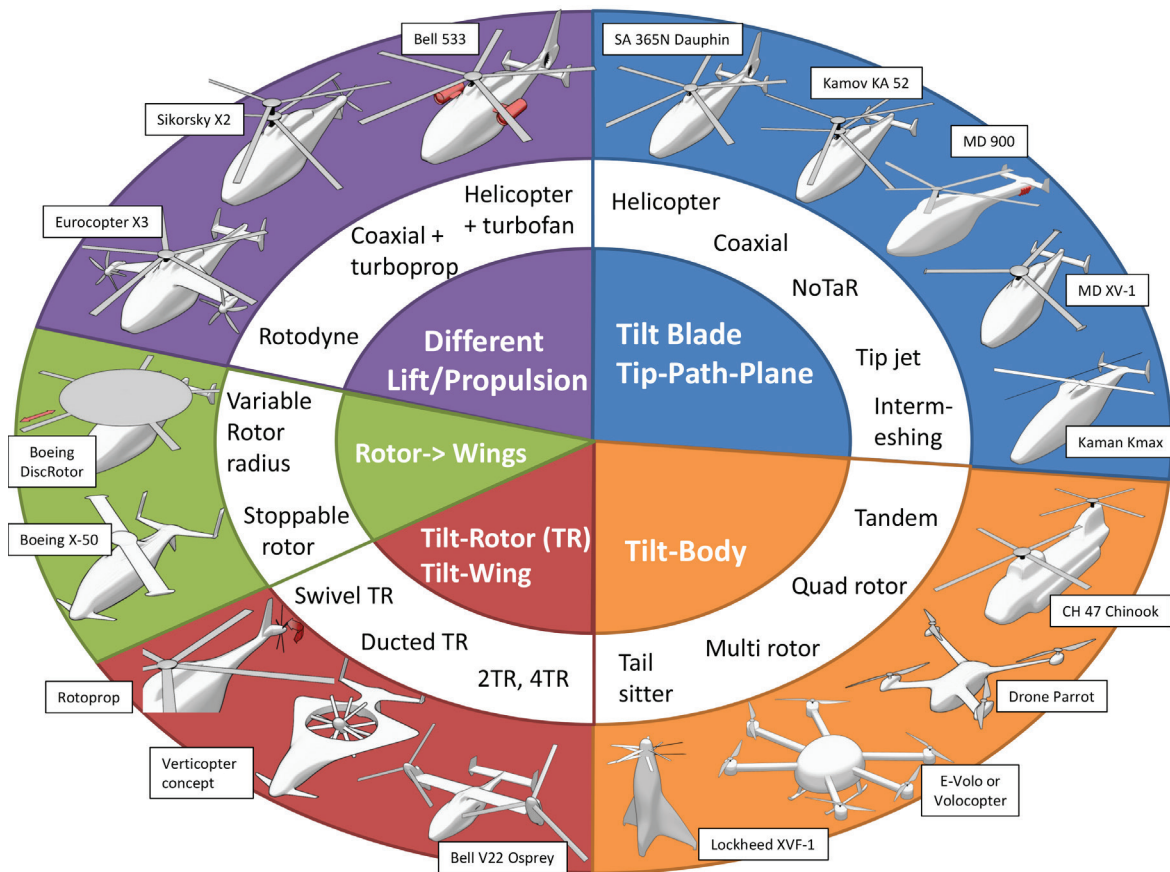 Bell 533
SA 365N Dauphin
Kamov KA 52
Sikorsky X2
MD 900
Eurocopter X3
MD XV-1
Kaman Kmax
Boeing
DiscRotor
Boeing X-50
CH 47 Chinook
Rotoprop
Drone Parrot
Verticopter
concept
E-Volo or
Volocopter
Bell V22 Osprey
Lockheed XVF-1
Helicopter
+ turbofan
Coaxial +
turboprop
Rotodyne
Helicopter
Coaxial
NoTaR
Tip jet
Interm-
eshing
Variable
Rotor
radius
Stoppable
rotor
Swivel TR
Ducted TR
2TR, 4TR
Tandem
Quad rotor
Multi rotor
Tail
sitter
Different
Lift/Propulsion
Tilt Blade
Tip-Path-Plane
Rotor-> Wings
Tilt-Rotor (TR)
Tilt-Wing
Tilt-Body